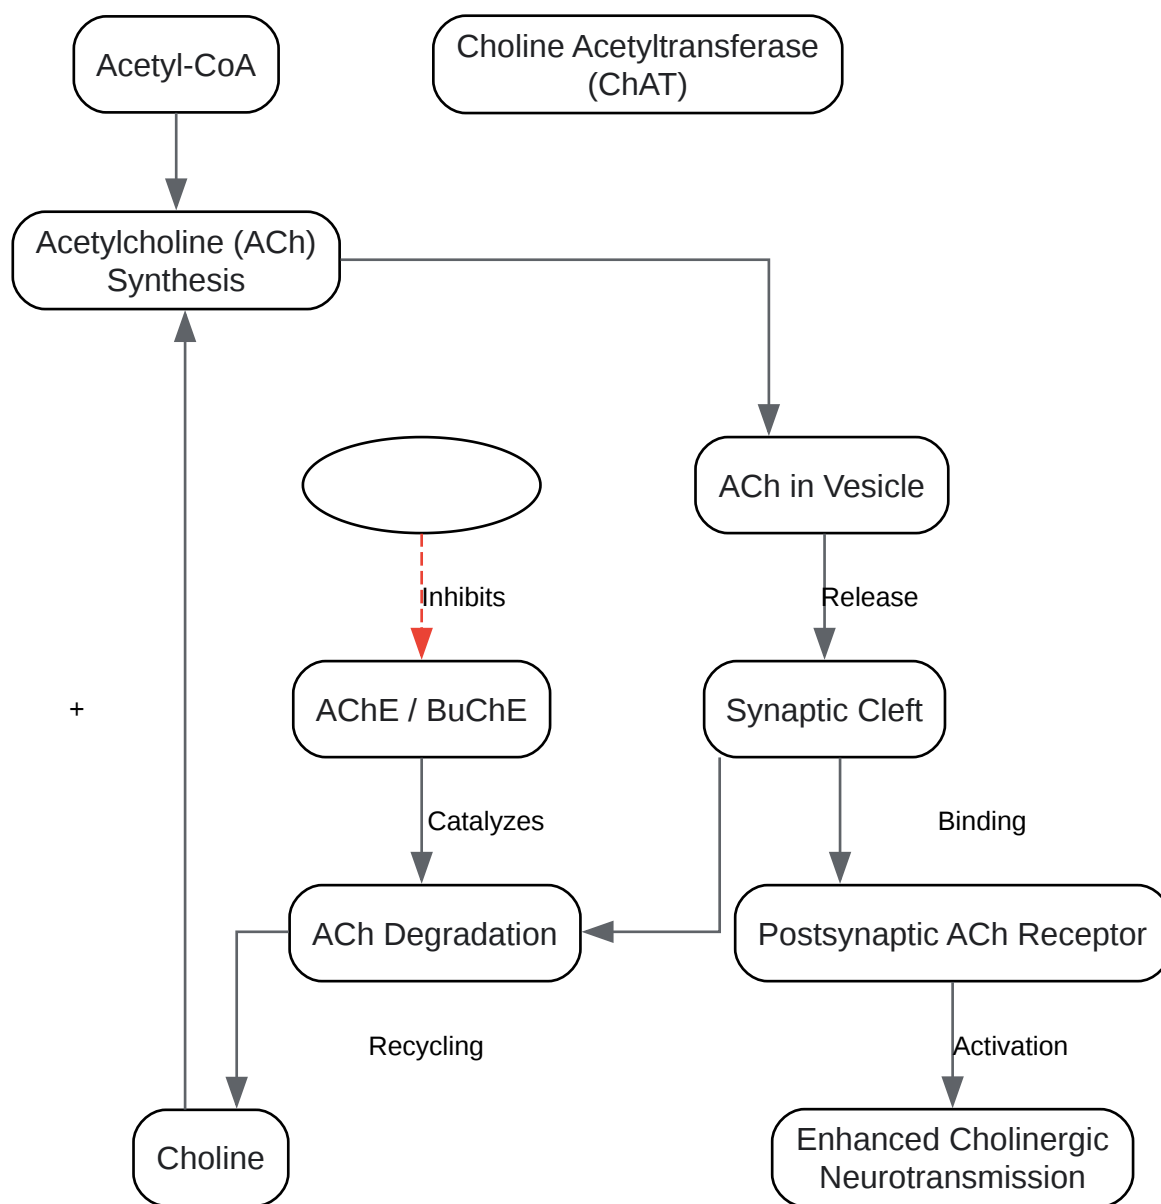 Acetyl-CoA
Choline Acetyltransferase
(ChAT)
Acetylcholine (ACh)
Synthesis
ACh in Vesicle
Inhibits
Release
AChE / BuChE
Synaptic Cleft
+
Catalyzes
Binding
ACh Degradation
Postsynaptic ACh Receptor
Recycling
Activation
Choline
Enhanced Cholinergic
Neurotransmission